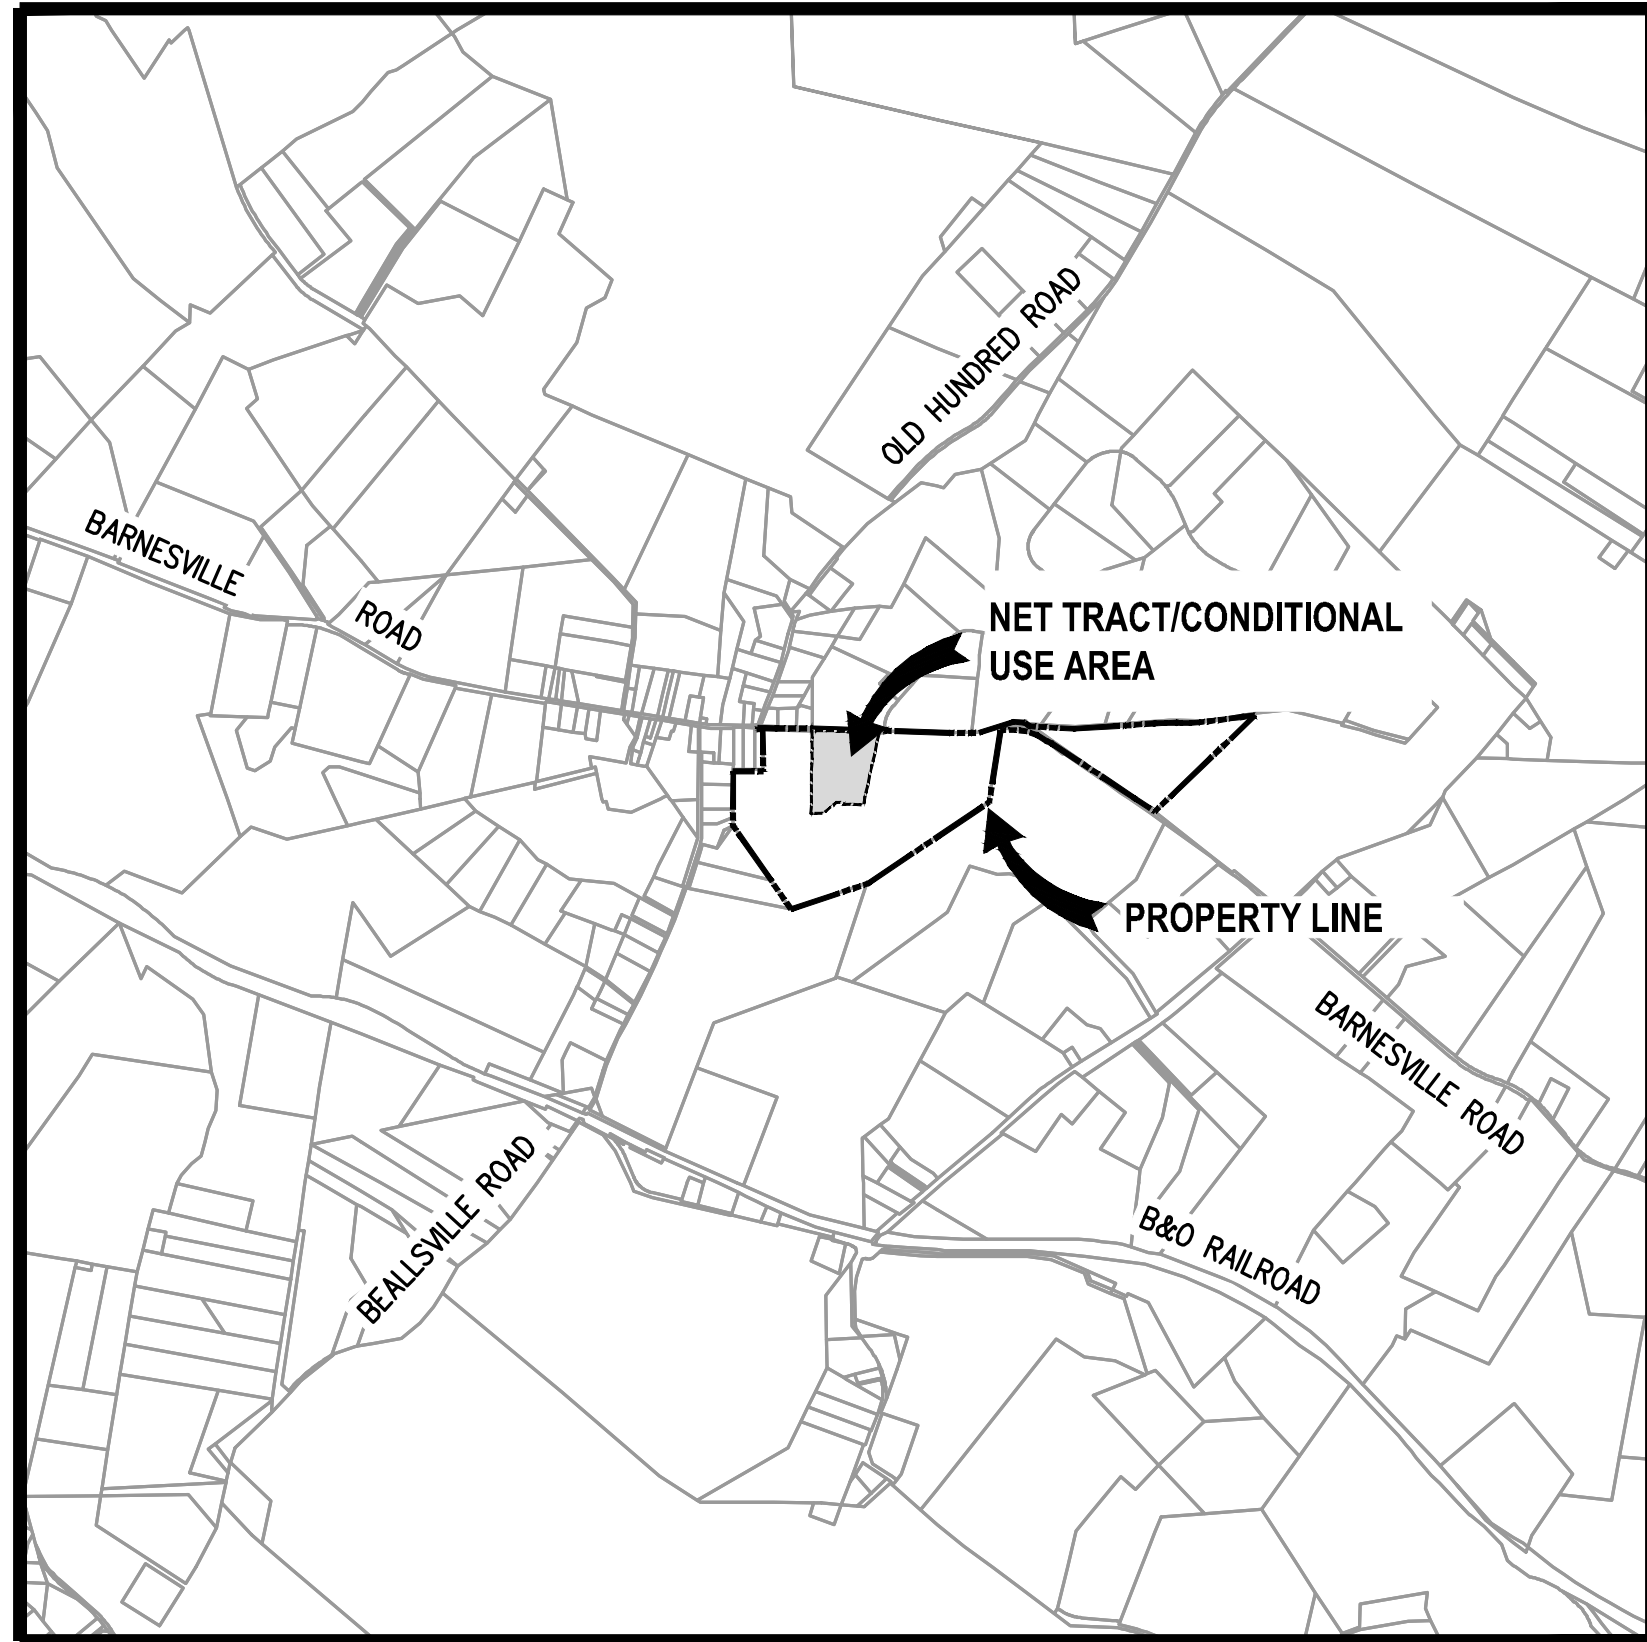 OLD HUNDRED ROAD
BARNESVILLE
ROAD
NET TRACT/CONDITIONAL
USE AREA
PROPERTY LINE
BARNESVILLE ROAD
BEALLSVILLE ROAD
B&O RAILROAD